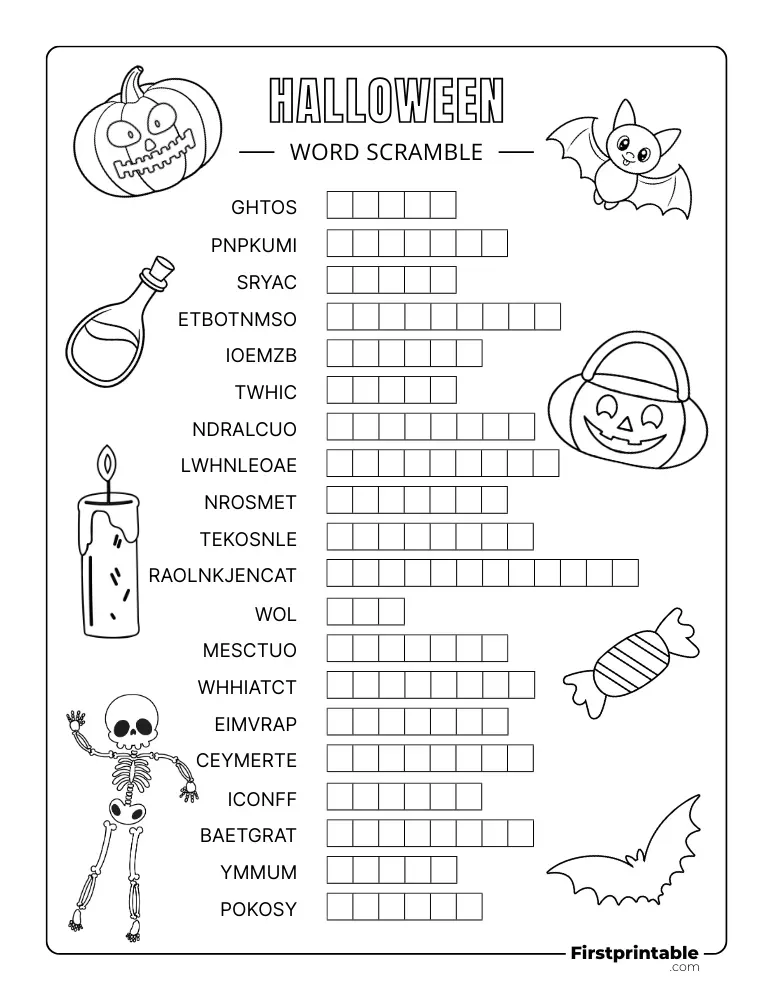 HALLOWEEN
WORD SCRAMBLE
GHTOS
PNPKUMI
SRYAC
ETBOTNMSO
IOEMZB
TWHIC
NDRALCUO
LWHNLEOAE
NROSMET
TEKOSNLE
RAOLNKJENCAT
WOL
MESCTUO
WHHIATCT
EIMVRAP
CEYMERTE
ICONFF
BAETGRAT
YMMUM
POKOSY
Firstprintable
.com